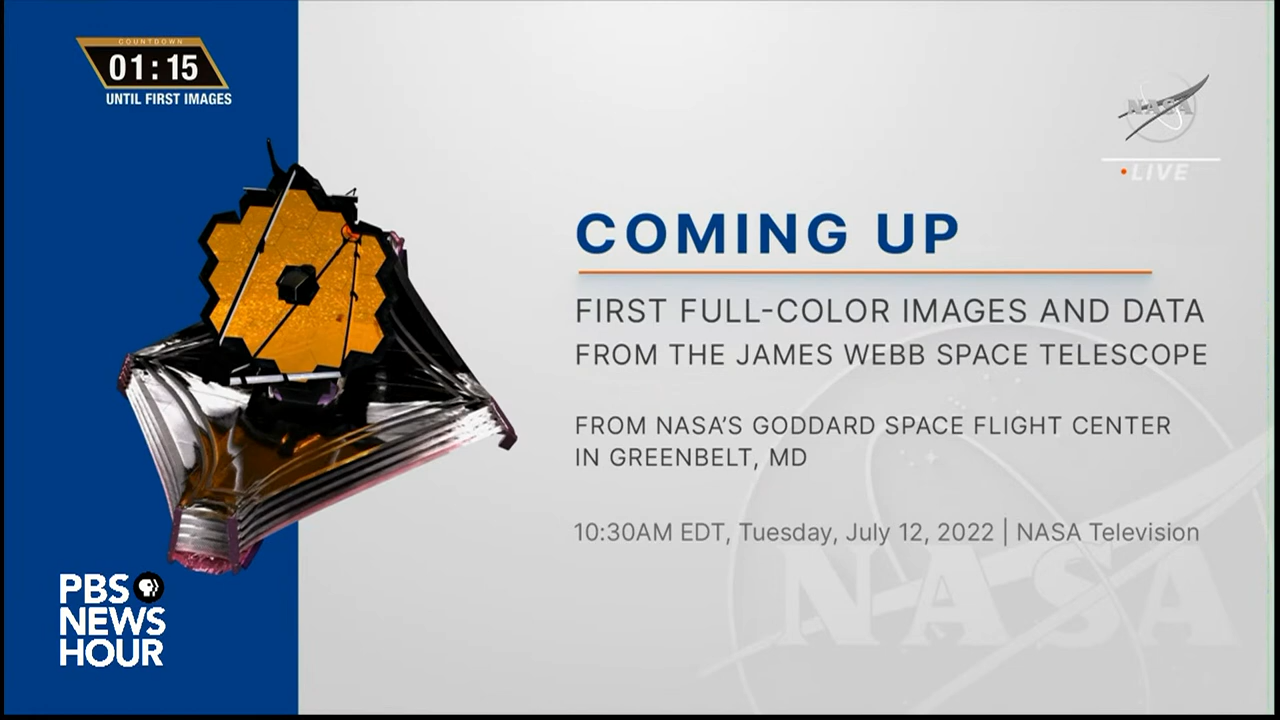 COUNTDOWN
01:15
UNTIL FIRST IMAGES
NASA
LIVE
COMING UP
FIRST FULL-COLOR IMAGES AND DATA
FROM THE JAMES WEBB SPACE TELESCOPE
FROM NASA'S GODDARD SPACE FLIGHT CENTER
IN GREENBELT, MD
10:30AM EDT, Tuesday, July 12, 2022 | NASA Television
NASA
PBS
NEWS
HOUR